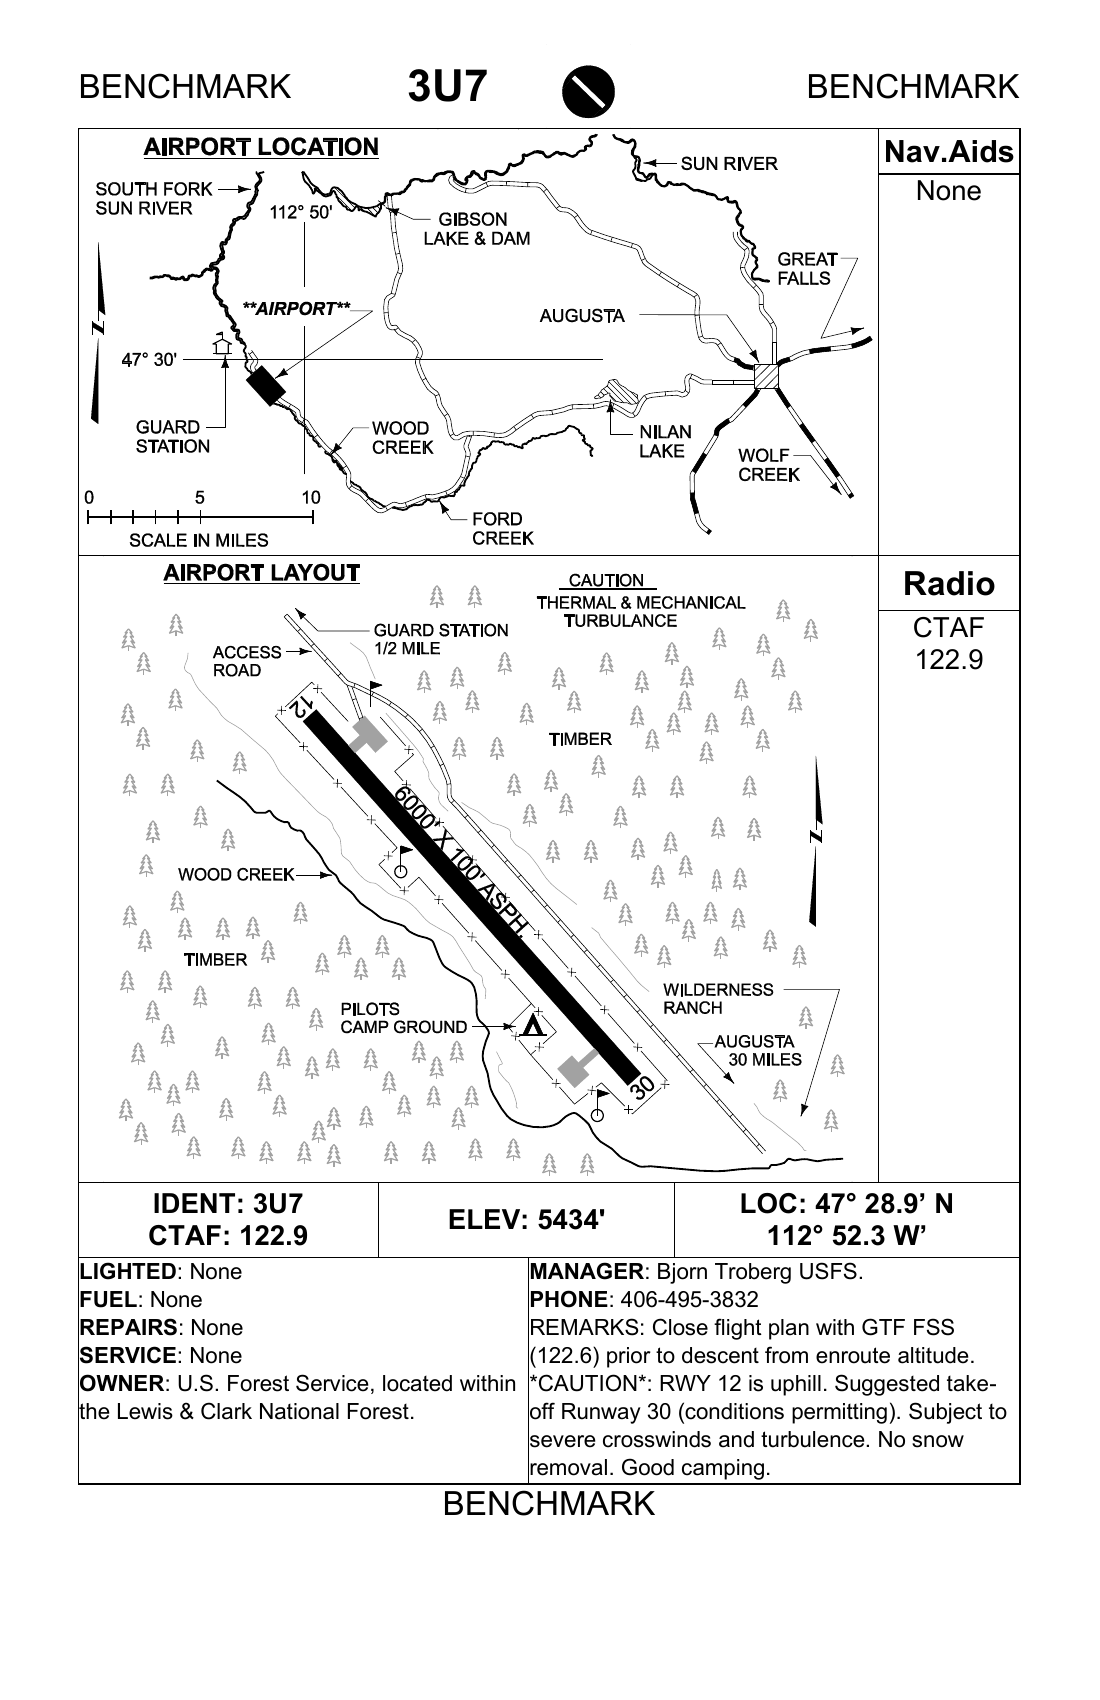 BENCHMARK 3U7 BENCHMARK
AIRPORT LOCATION
Nav.Aids
None
SOUTH FORK
SUN RIVER
112° 50'
SUN RIVER
GIBSON
LAKE & DAM
GREAT
FALLS
**AIRPORT**
AUGUSTA
N
47° 30'
GUARD
STATION
WOOD
CREEK
NILAN
LAKE
WOLF
CREEK
0 5 10
SCALE IN MILES
FORD
CREEK
AIRPORT LAYOUT
Radio
CTAF
122.9
CAUTION
THERMAL & MECHANICAL
TURBULANCE
GUARD STATION
1/2 MILE
ACCESS
ROAD
12
TIMBER
6000' X 100' ASPH.
N
WOOD CREEK
TIMBER
WILDERNESS
RANCH
PILOTS
CAMP GROUND
AUGUSTA
30 MILES
30
IDENT: 3U7
CTAF: 122.9
ELEV: 5434'
LOC: 47° 28.9’ N
112° 52.3 W’
LIGHTED: None
FUEL: None
REPAIRS: None
SERVICE: None
OWNER: U.S. Forest Service, located within
the Lewis & Clark National Forest.
MANAGER: Bjorn Troberg USFS.
PHONE: 406-495-3832
REMARKS: Close flight plan with GTF FSS
(122.6) prior to descent from enroute altitude.
*CAUTION*: RWY 12 is uphill. Suggested take-
off Runway 30 (conditions permitting). Subject to
severe crosswinds and turbulence. No snow
removal. Good camping.
BENCHMARK